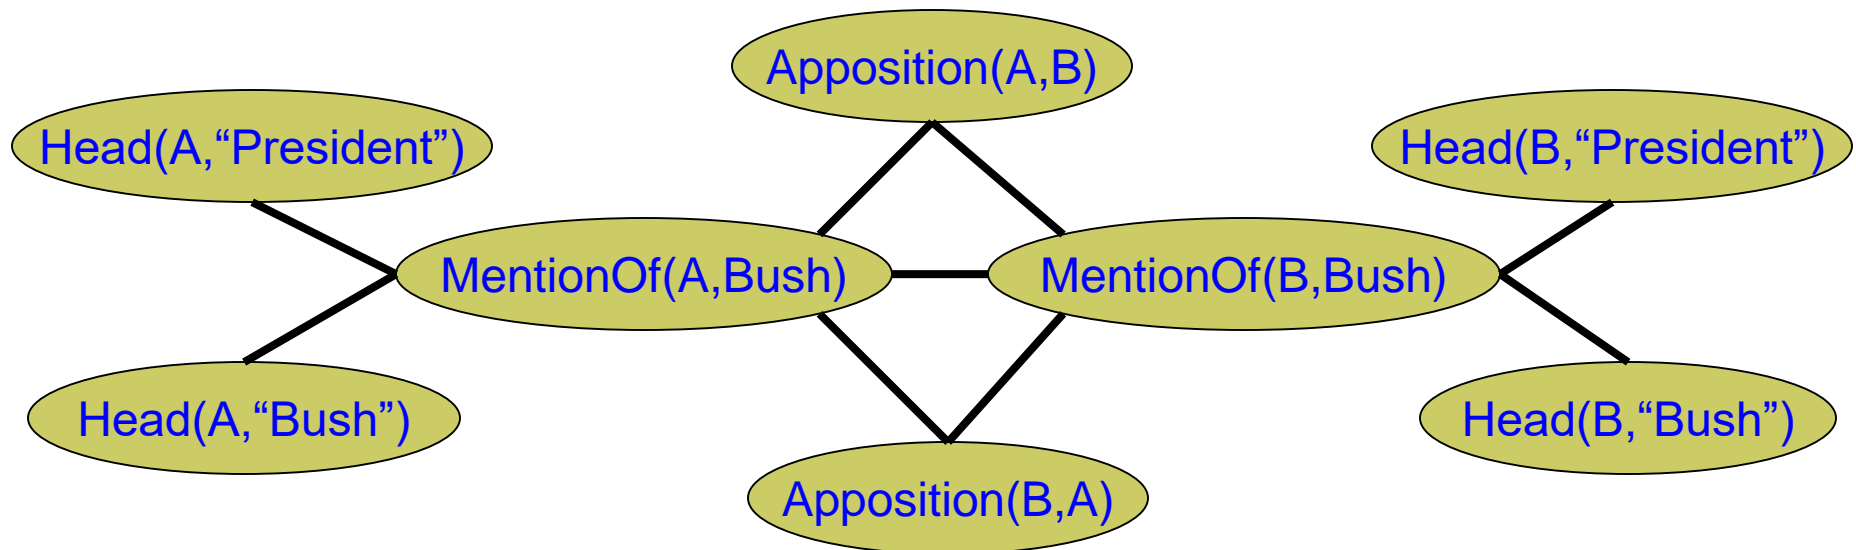 Apposition(A,B)
Head(A,“President”)
Head(B,“President”)
MentionOf(A,Bush)
MentionOf(B,Bush)
Head(A,“Bush”)
Head(B,“Bush”)
Apposition(B,A)